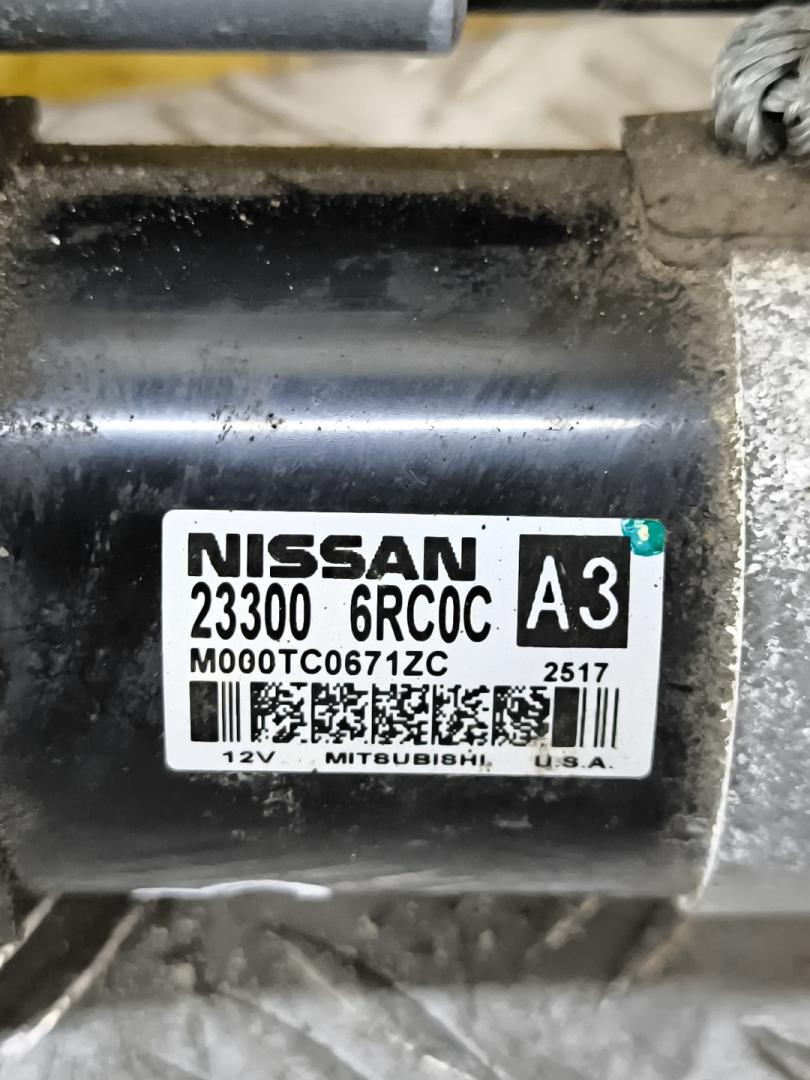 NISSAN
23300 6RC0C A3
M000TC0671ZC 2517
12V MITSUBISHI U.S.A.